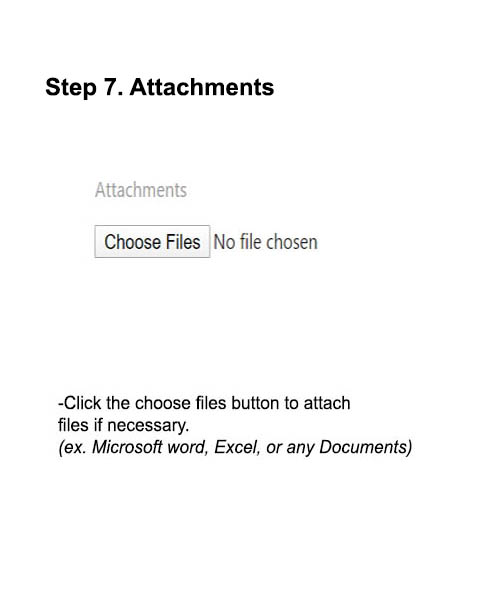 Step 7. Attachments
Attachments
Choose Files No file chosen
-Click the choose files button to attach
files if necessary.
(ex. Microsoft word, Excel, or any Documents)